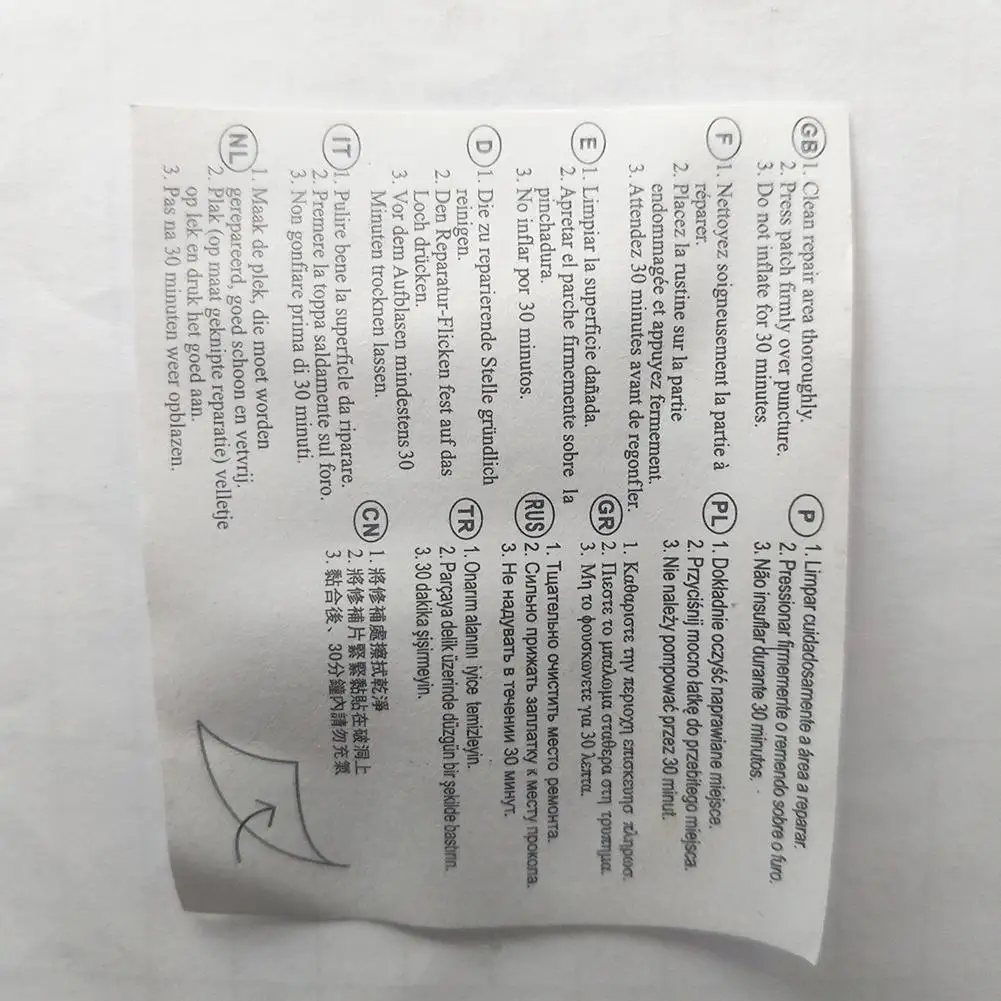 GB 1. Clean repair area thoroughly.
2. Press patch firmly over puncture.
3. Do not inflate for 30 minutes.
F 1. Nettoyez soigneusement la partie à
réparer.
2. Placez la rustine sur la partie
endommagée et appuyez fermement.
3. Attendez 30 minutes avant de regonfler.
E 1. Limpiar la superficie dañada.
2. Apretar el parche firmemente sobre la
pinchadura.
3. No inflar por 30 minutos.
D 1. Die zu reparierende Stelle gründlich
reinigen.
2. Den Reparatur-Flicken fest auf das
Loch drücken.
3. Vor dem Aufblasen mindestens 30
Minuten trocknen lassen.
IT 1. Pulire bene la superficle da riparare.
2. Premere la toppa saldamente sul foro.
3. Non gonfiare prima di 30 minuti.
NL 1. Maak de plek, die moet worden
gerepareerd, goed schoon en vetvrij.
2. Plak (op maat geknipte reparatie) velletje
op lek en druk het goed aan.
3. Pas na 30 minuten weer opblazen.
P 1. Limpar cuidadosamente a área a reparar.
2. Pressionar firmemente o remendo sobre o furo.
3. Não insuflar durante 30 minutos.
PL 1. Dokładnie oczyść naprawiane miejsce.
2. Przyciśnij mocno łatkę do przebitego miejsca.
3. Nie należy pompować przez 30 minut.
GR 1. Καθαριστε την περιοχη επισκευησ πληρωσ.
2. Πιεστε το μπαλωμα σταθερα στη τρυπημα.
3. Μη το φουσκωνετε για 30 λεπτα.
RUS 1. Тщательно очистить место ремонта.
2. Сильно прижать заплатку к месту прокола.
3. Не надувать в течении 30 минут.
TR 1. Onarım alanını iyice temizleyin.
2. Parçaya delik üzerinde düzgün bir şekilde bastırın.
3. 30 dakika şişirmeyin.
CN 1. 將修補處擦拭乾淨
2. 將修補片緊緊黏貼在破洞上
3. 黏合後、30分鐘內請勿充氣